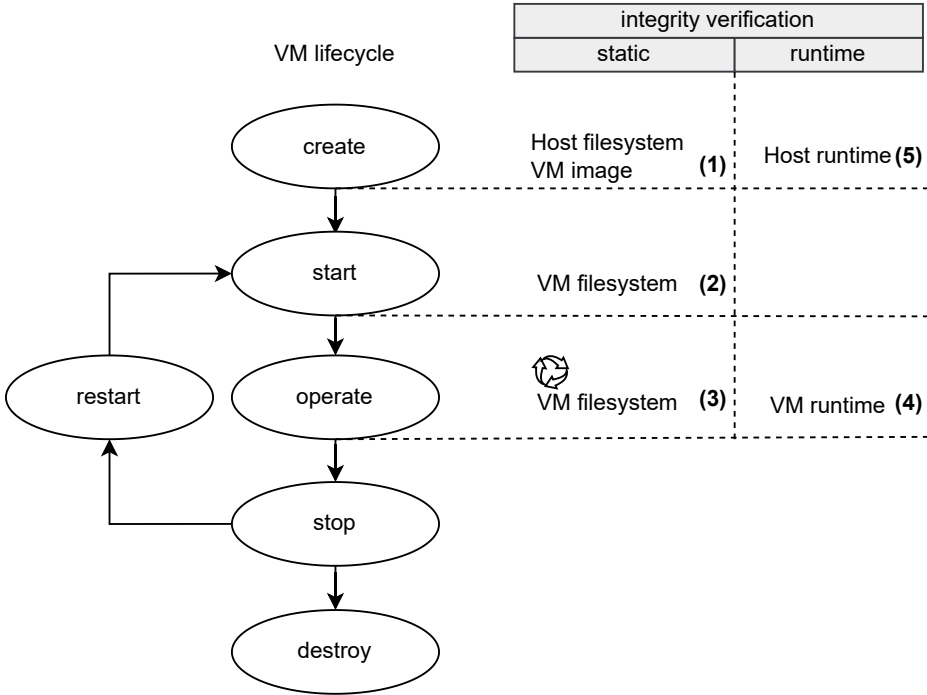 integrity verification
VM lifecycle
static
runtime
create
Host filesystem
VM image
(1)
Host runtime (5)
start
VM filesystem (2)
restart
operate
VM filesystem (3)
VM runtime (4)
stop
destroy